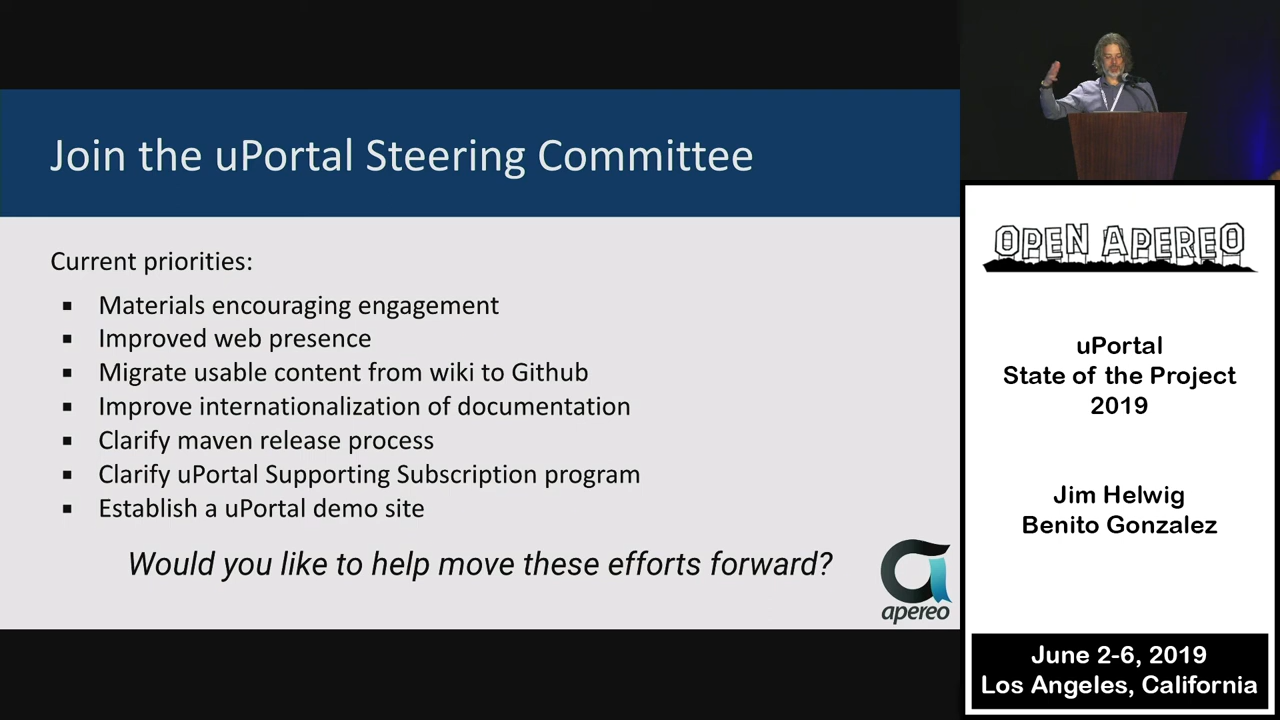 Join the uPortal Steering Committee
Current priorities:
▪ Materials encouraging engagement
▪ Improved web presence
▪ Migrate usable content from wiki to Github
▪ Improve internationalization of documentation
▪ Clarify maven release process
▪ Clarify uPortal Supporting Subscription program
▪ Establish a uPortal demo site
Would you like to help move these efforts forward?
apereo
OPEN APEREO
uPortal
State of the Project
2019
Jim Helwig
Benito Gonzalez
June 2-6, 2019
Los Angeles, California